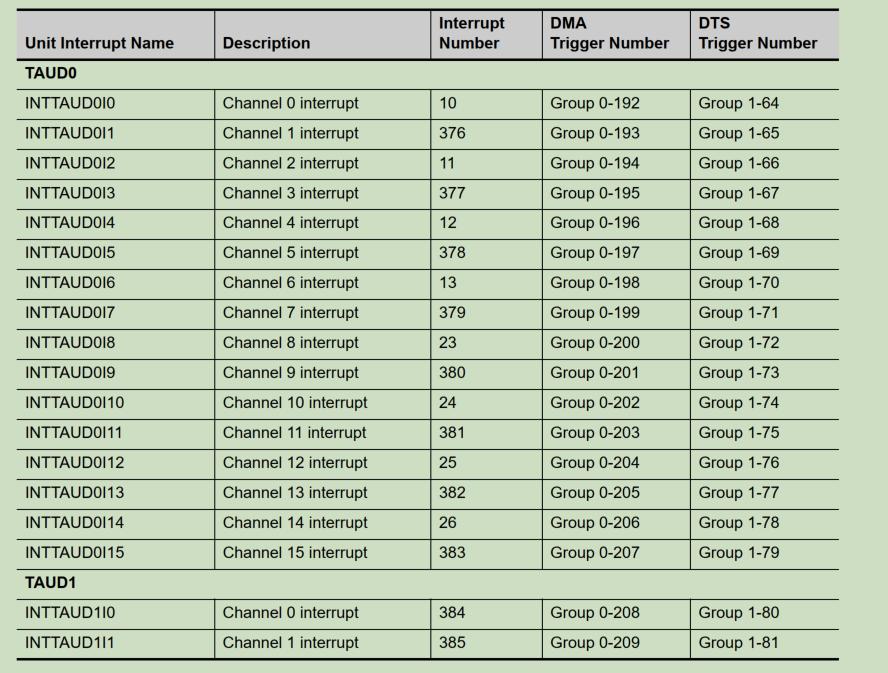 Unit Interrupt Name Description Interrupt Number DMA Trigger Number DTS Trigger Number
TAUD0
INTTAUD0I0 Channel 0 interrupt 10 Group 0-192 Group 1-64
INTTAUD0I1 Channel 1 interrupt 376 Group 0-193 Group 1-65
INTTAUD0I2 Channel 2 interrupt 11 Group 0-194 Group 1-66
INTTAUD0I3 Channel 3 interrupt 377 Group 0-195 Group 1-67
INTTAUD0I4 Channel 4 interrupt 12 Group 0-196 Group 1-68
INTTAUD0I5 Channel 5 interrupt 378 Group 0-197 Group 1-69
INTTAUD0I6 Channel 6 interrupt 13 Group 0-198 Group 1-70
INTTAUD0I7 Channel 7 interrupt 379 Group 0-199 Group 1-71
INTTAUD0I8 Channel 8 interrupt 23 Group 0-200 Group 1-72
INTTAUD0I9 Channel 9 interrupt 380 Group 0-201 Group 1-73
INTTAUD0I10 Channel 10 interrupt 24 Group 0-202 Group 1-74
INTTAUD0I11 Channel 11 interrupt 381 Group 0-203 Group 1-75
INTTAUD0I12 Channel 12 interrupt 25 Group 0-204 Group 1-76
INTTAUD0I13 Channel 13 interrupt 382 Group 0-205 Group 1-77
INTTAUD0I14 Channel 14 interrupt 26 Group 0-206 Group 1-78
INTTAUD0I15 Channel 15 interrupt 383 Group 0-207 Group 1-79
TAUD1
INTTAUD1I0 Channel 0 interrupt 384 Group 0-208 Group 1-80
INTTAUD1I1 Channel 1 interrupt 385 Group 0-209 Group 1-81